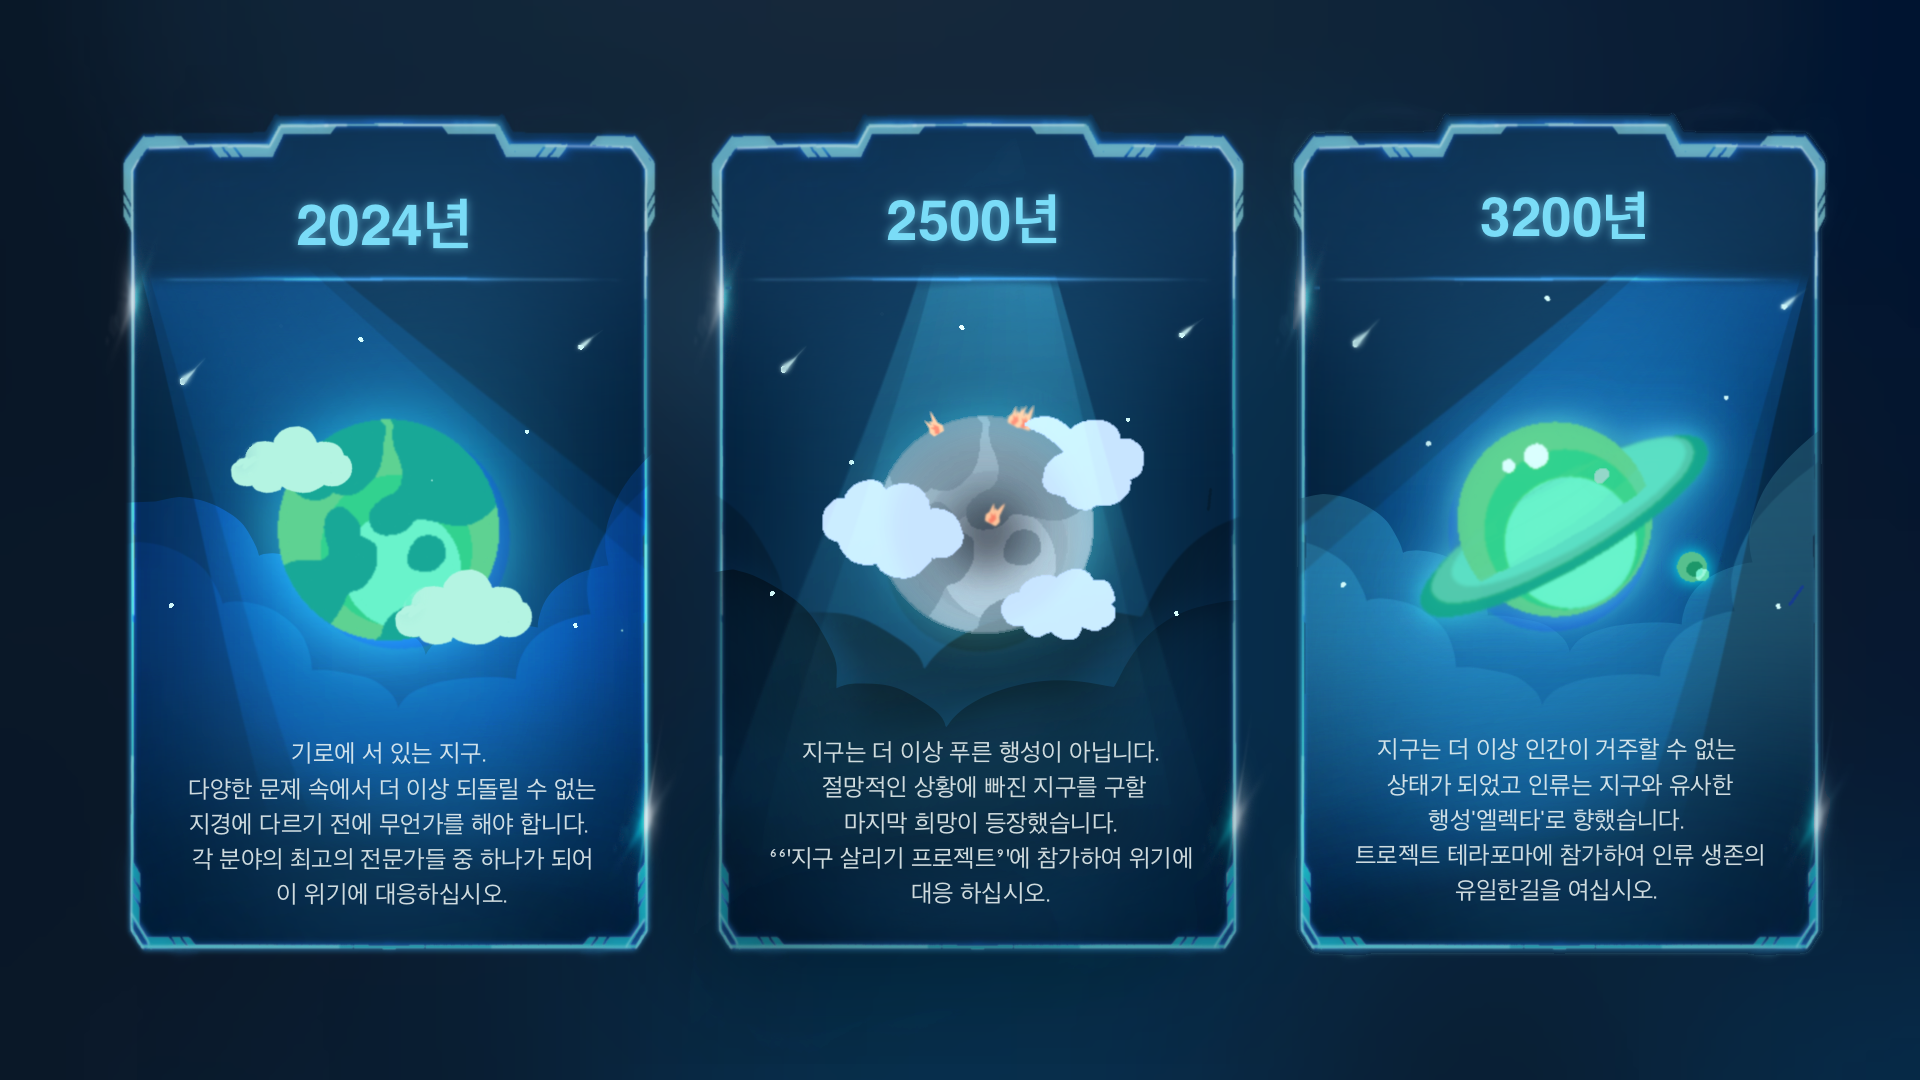 2024년
기로에 서 있는 지구.
다양한 문제 속에서 더 이상 되돌릴 수 없는
지경에 다르기 전에 무언가를 해야 합니다.
각 분야의 최고의 전문가들 중 하나가 되어
이 위기에 대응하십시오.
2500년
지구는 더 이상 푸른 행성이 아닙니다.
절망적인 상황에 빠진 지구를 구할
마지막 희망이 등장했습니다.
“'지구 살리기 프로젝트’'에 참가하여 위기에
대응 하십시오.
3200년
지구는 더 이상 인간이 거주할 수 없는
상태가 되었고 인류는 지구와 유사한
행성'엘렉타'로 향했습니다.
트로젝트 테라포마에 참가하여 인류 생존의
유일한길을 여십시오.